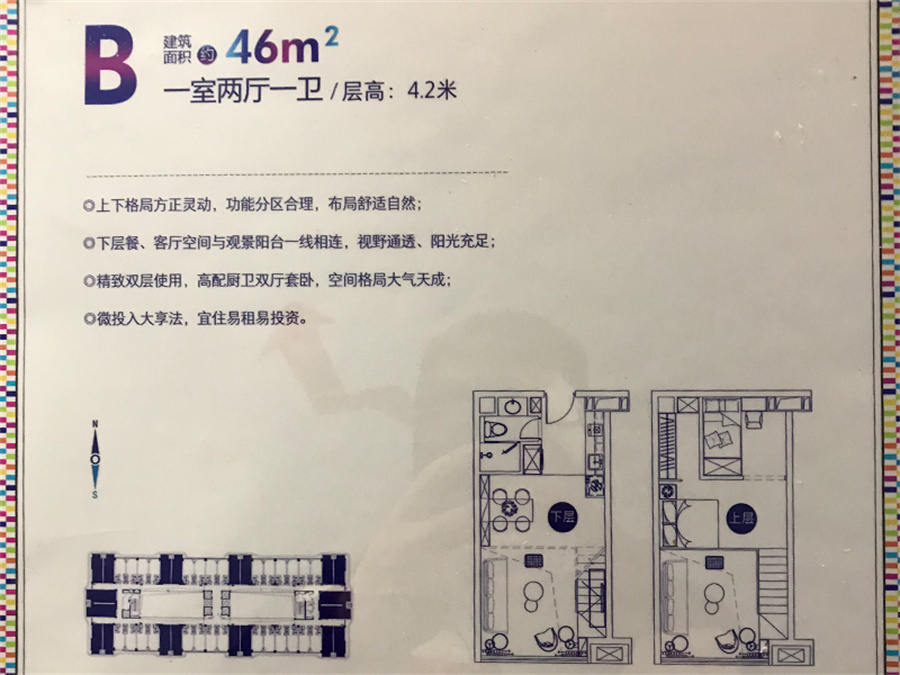 B 建筑面积 约 46m²
一室两厅一卫 / 层高：4.2米
◎上下格局方正灵动，功能分区合理，布局舒适自然；
◎下层餐、客厅空间与观景阳台一线相连，视野通透、阳光充足；
◎精致双层使用，高配厨卫双厅套卧，空间格局大气天成；
◎微投入大享法，宜住易租易投资。
N
S
下层
上层